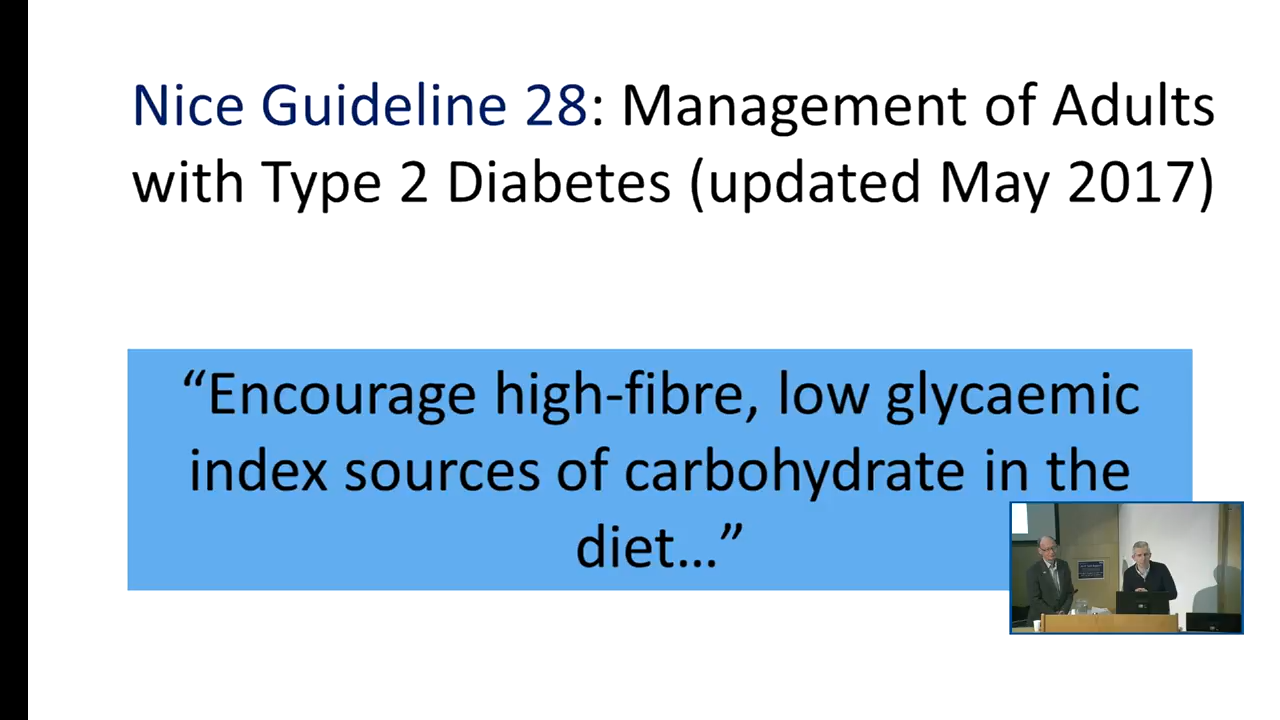 Nice Guideline 28: Management of Adults
with Type 2 Diabetes (updated May 2017)
“Encourage high-fibre, low glycaemic
index sources of carbohydrate in the
diet…”